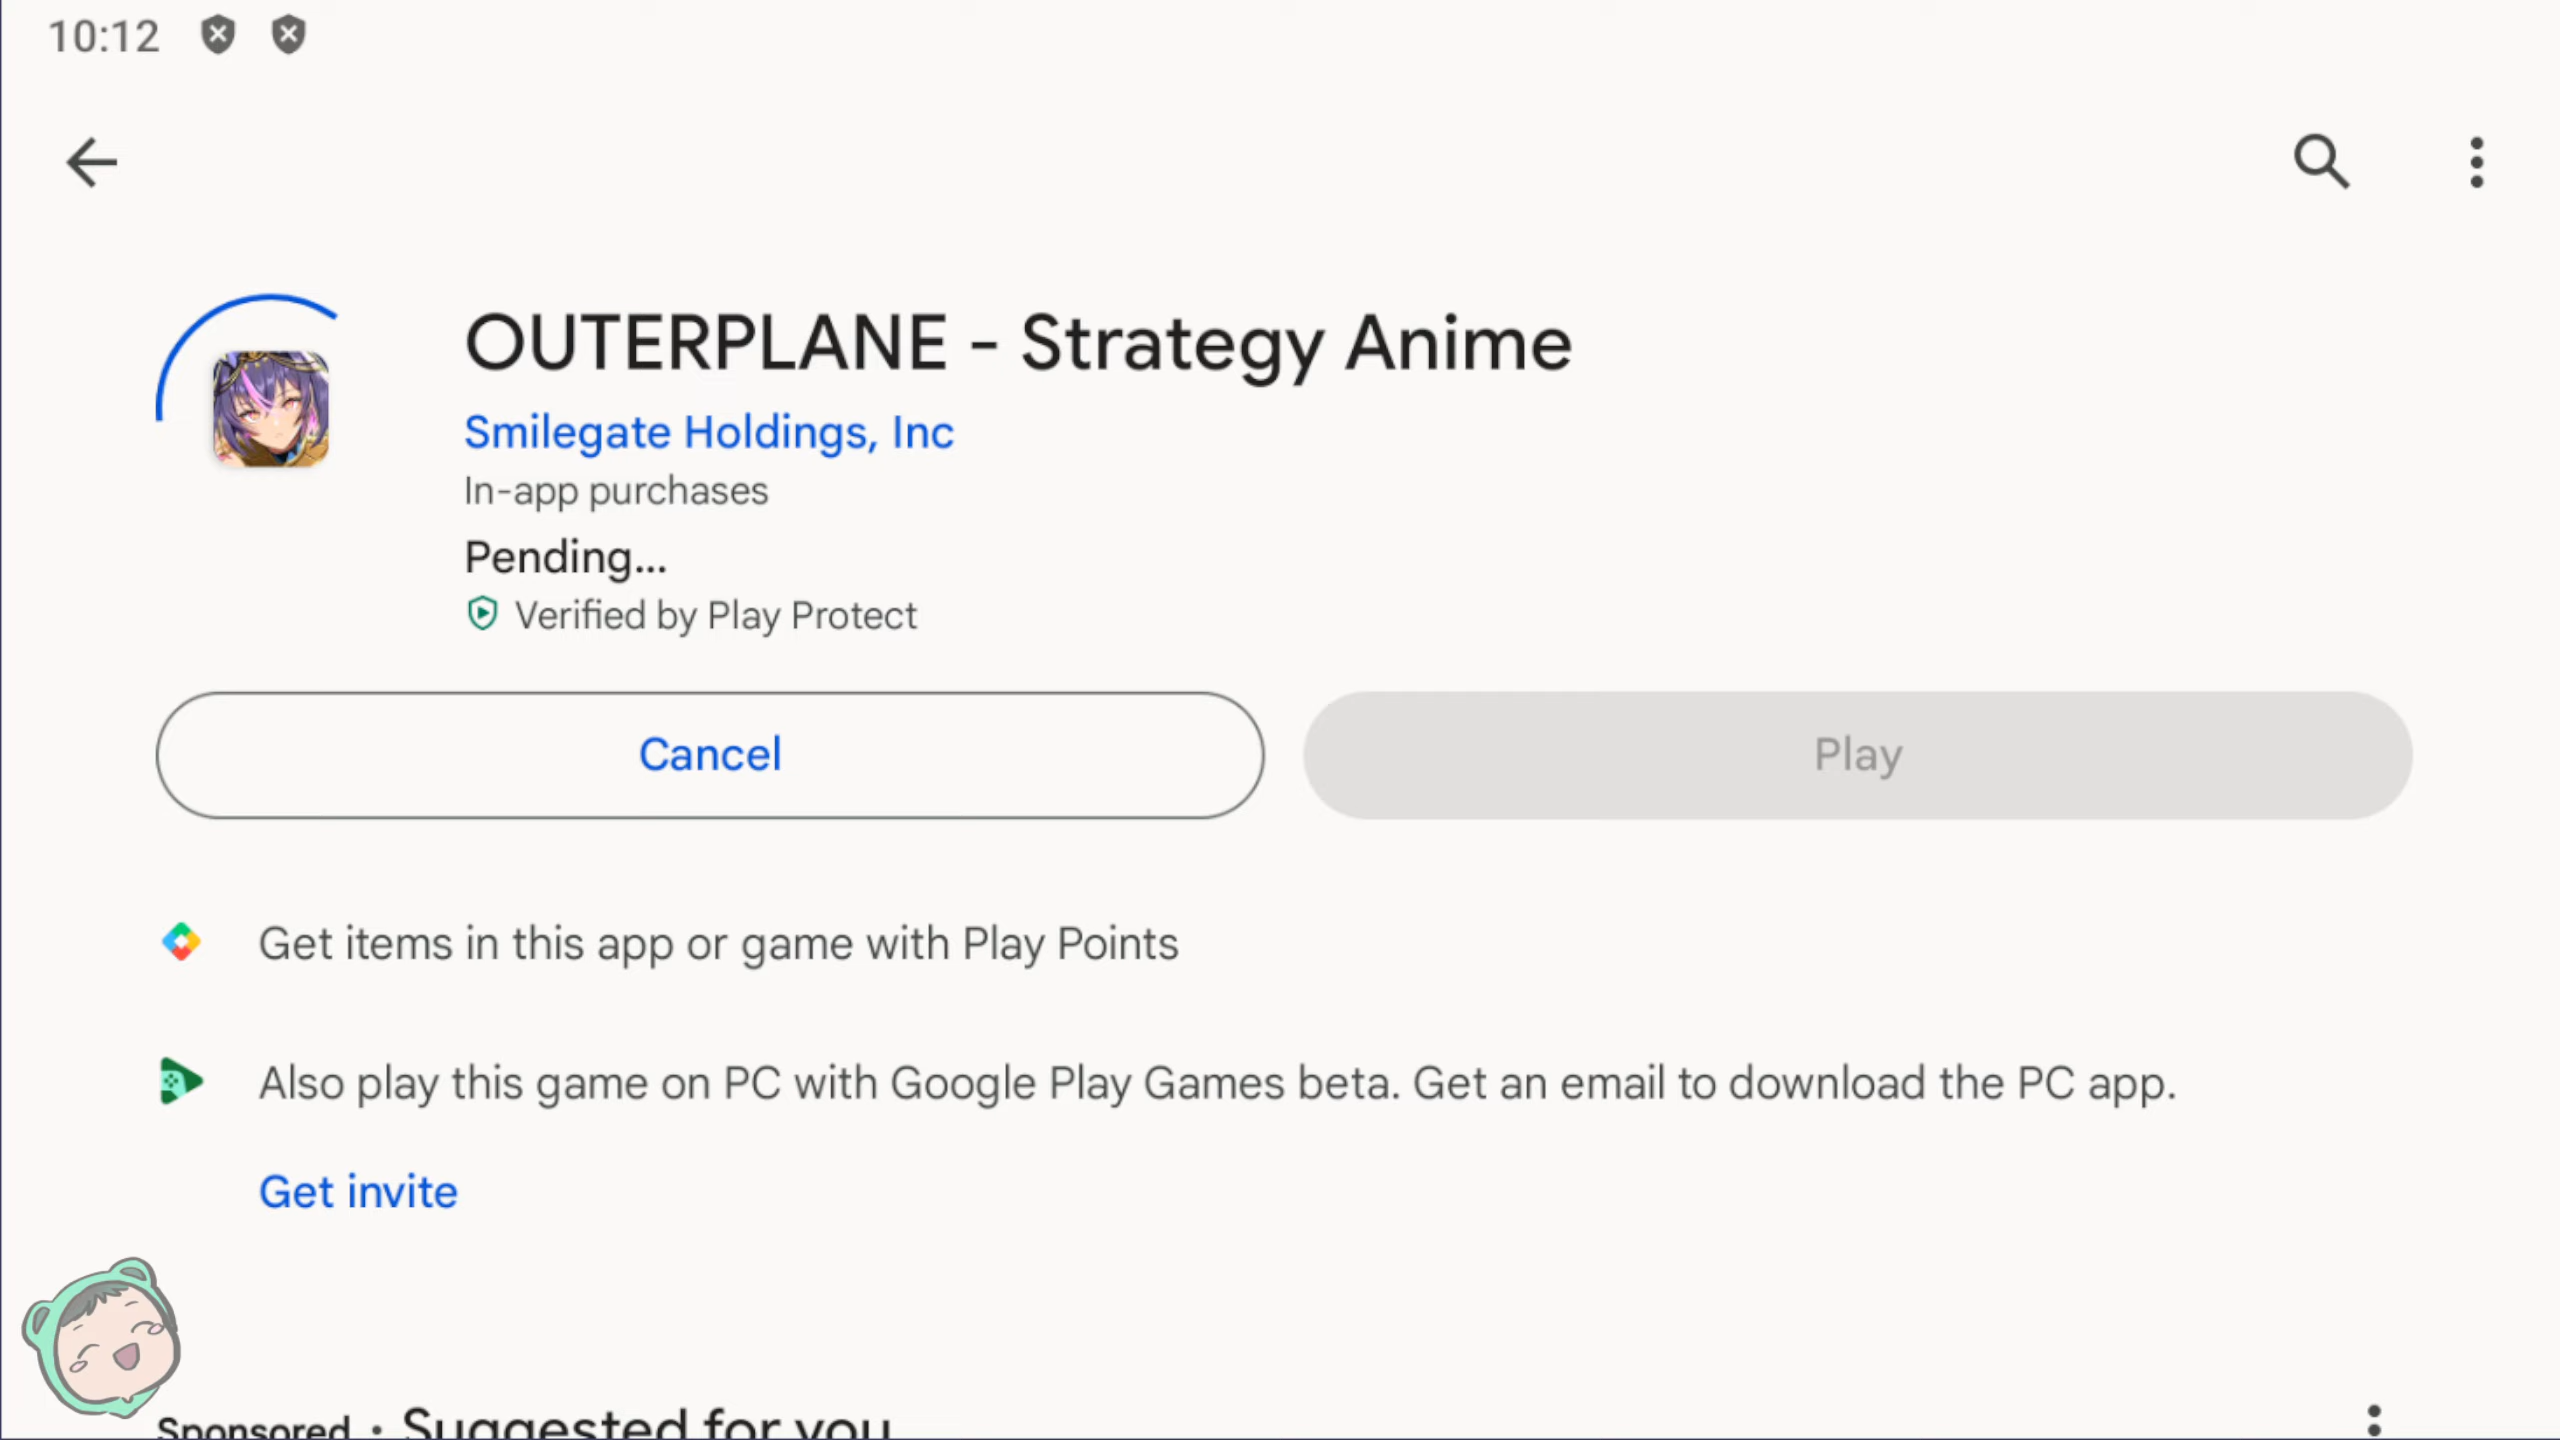 10:12
OUTERPLANE - Strategy Anime
Smilegate Holdings, Inc
In-app purchases
Pending...
Verified by Play Protect
Cancel
Play
Get items in this app or game with Play Points
Also play this game on PC with Google Play Games beta. Get an email to download the PC app.
Get invite
Sponsored • Suggested for you